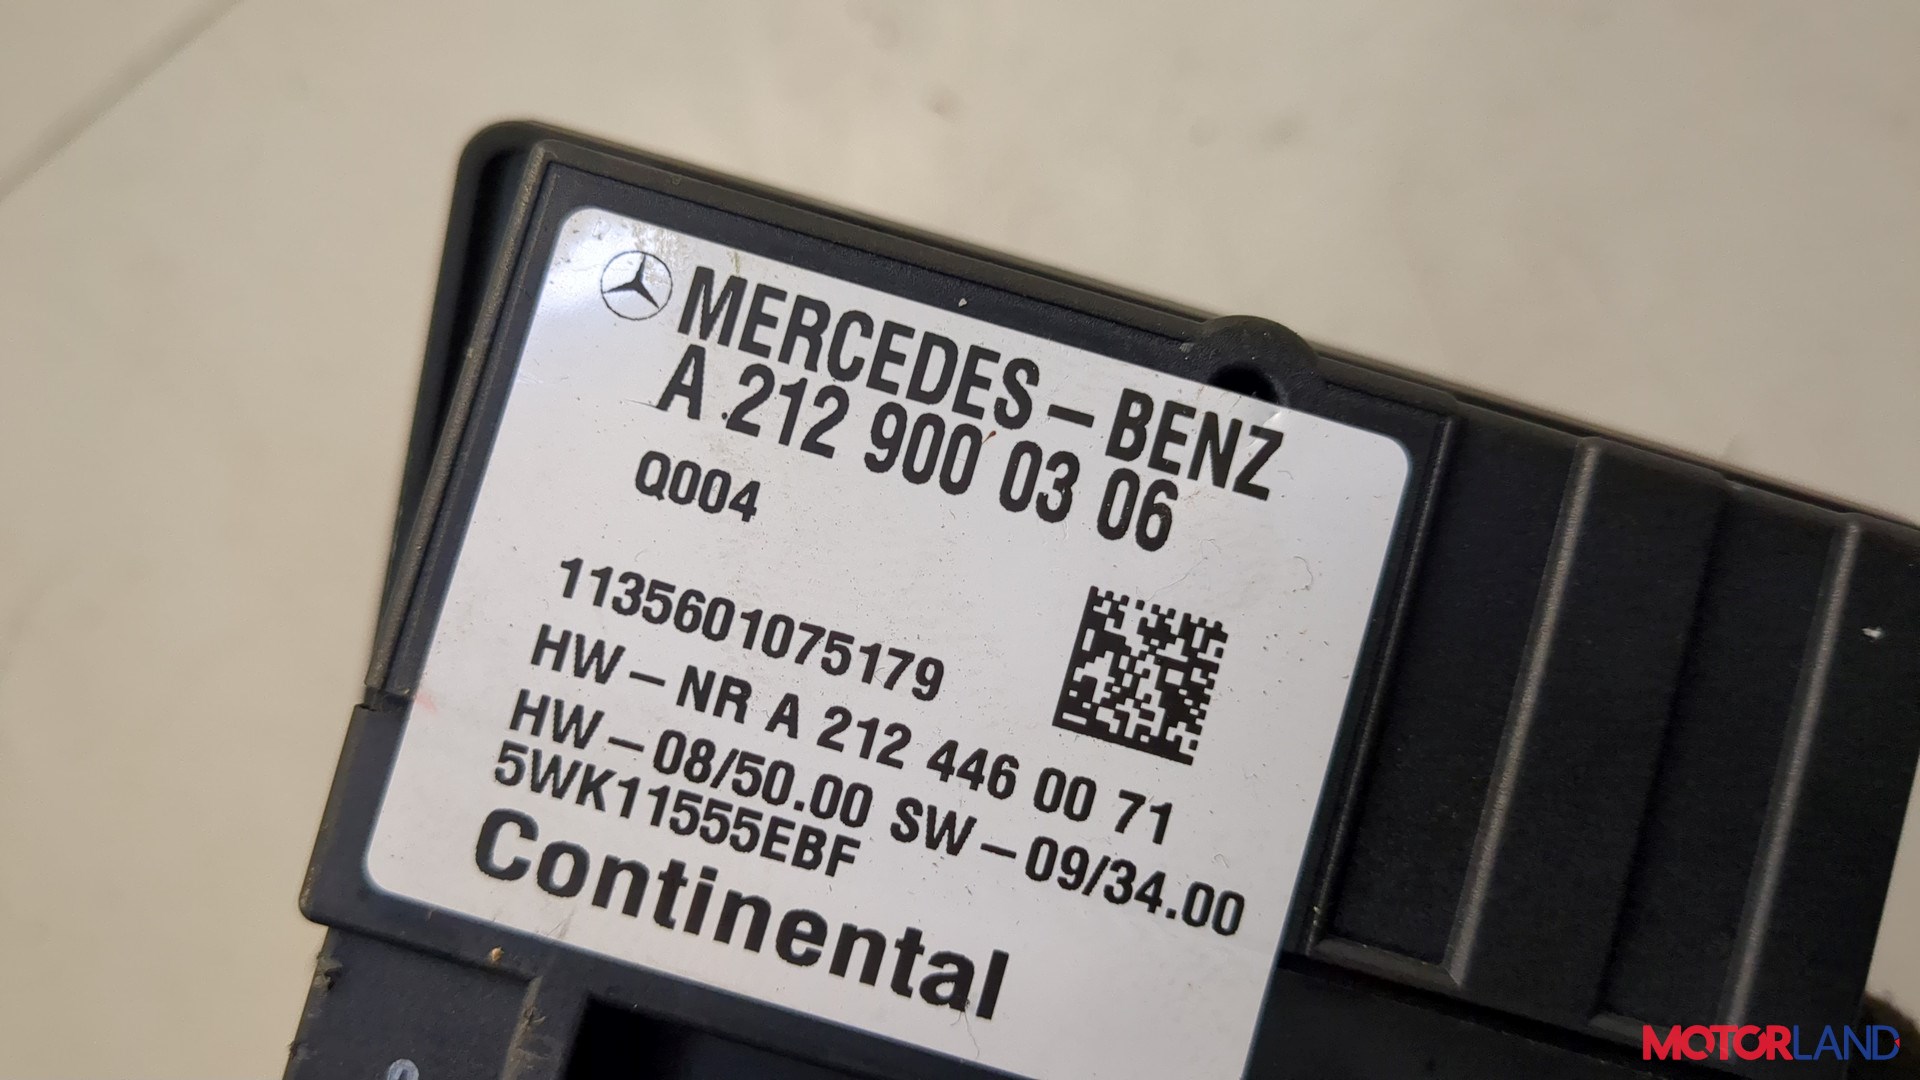 MERCEDES-BENZ
A 212 900 03 06
Q004
1135601075179
HW-NR A 212 446 00 71
HW-08/50.00 SW-09/34.00
5WK11555EBF
Continental
MOTORLAND